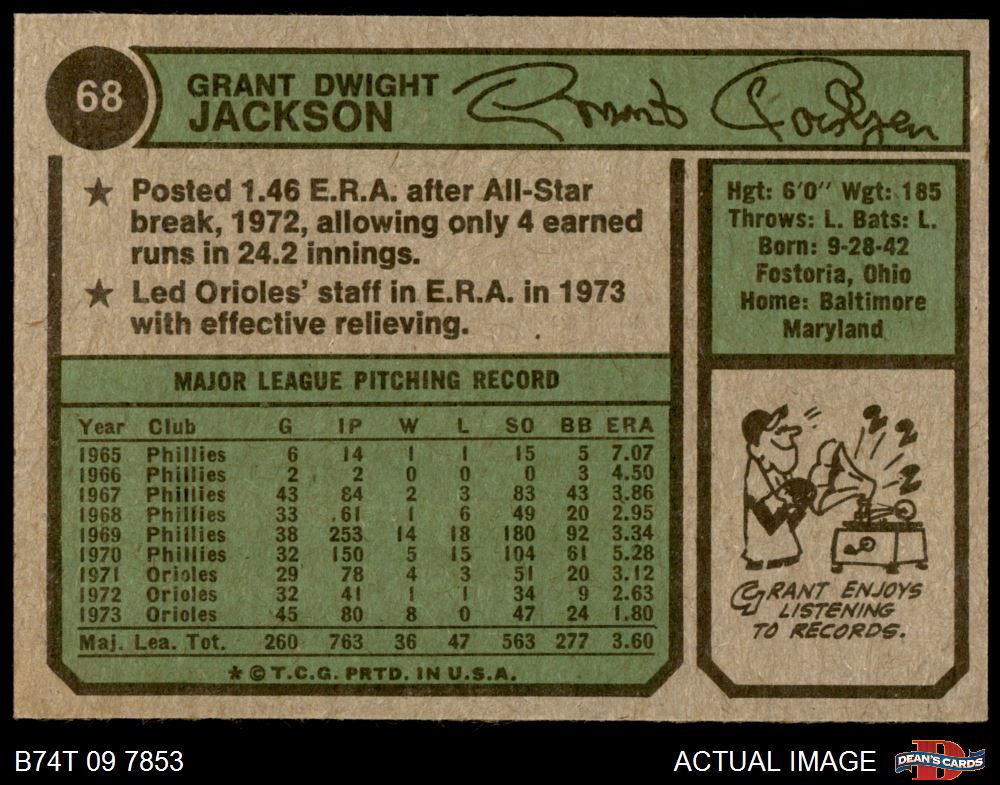 68
GRANT DWIGHT
JACKSON
Grant Jackson
★ Posted 1.46 E.R.A. after All-Star
break, 1972, allowing only 4 earned
runs in 24.2 innings.
★ Led Orioles' staff in E.R.A. in 1973
with effective relieving.
Hgt: 6'0" Wgt: 185
Throws: L. Bats: L.
Born: 9-28-42
Fostoria, Ohio
Home: Baltimore
Maryland
MAJOR LEAGUE PITCHING RECORD
Year Club G IP W L SO BB ERA
1965 Phillies 6 14 1 1 15 5 7.07
1966 Phillies 2 2 0 0 0 3 4.50
1967 Phillies 43 84 2 3 83 43 3.86
1968 Phillies 33 61 1 6 49 20 2.95
1969 Phillies 38 253 14 18 180 92 3.34
1970 Phillies 32 150 5 15 104 61 5.28
1971 Orioles 29 78 4 3 51 20 3.12
1972 Orioles 32 41 1 1 34 9 2.63
1973 Orioles 45 80 8 0 47 24 1.80
Maj. Lea. Tot. 260 763 36 47 563 277 3.60
* © T.C.G. PRTD. IN U.S.A.
GRANT ENJOYS
LISTENING
TO RECORDS.
B74T 09 7853
ACTUAL IMAGE
DEAN'S CARDS